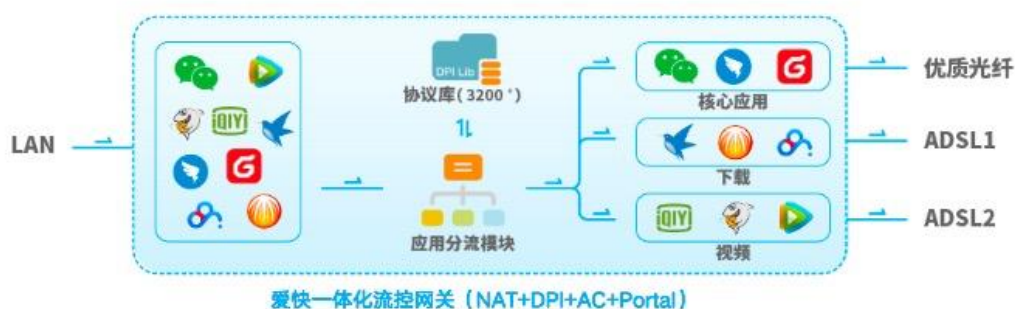 LAN
QIY
DPI Lib
协议库(3200⁺)
应用分流模块
核心应用
下载
QIY
视频
优质光纤
ADSL1
ADSL2
爱快一体化流控网关（NAT+DPI+AC+Portal）